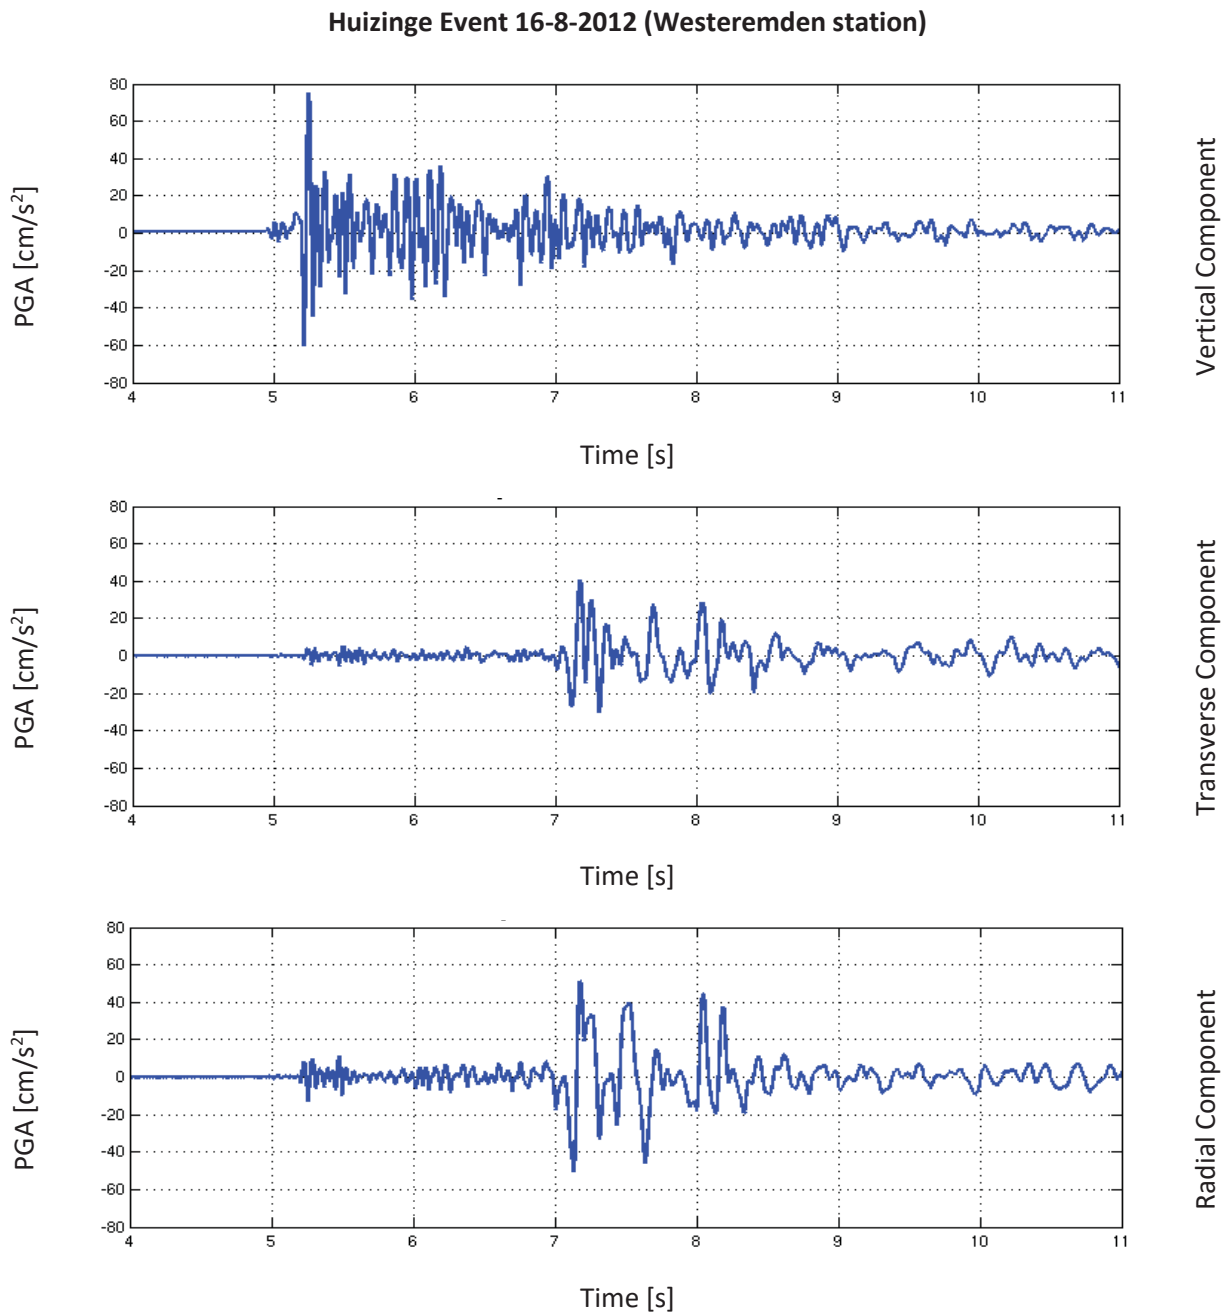 Huizinge Event 16-8-2012 (Westeremden station)
80
60
40
20
0
-20
-40
-60
-80
4 5 6 7 8 9 10 11
PGA [cm/s²]
Time [s]
Vertical Component
80
60
40
20
0
-20
-40
-60
-80
4 5 6 7 8 9 10 11
PGA [cm/s²]
Time [s]
Transverse Component
80
60
40
20
0
-20
-40
-60
-80
4 5 6 7 8 9 10 11
PGA [cm/s²]
Time [s]
Radial Component